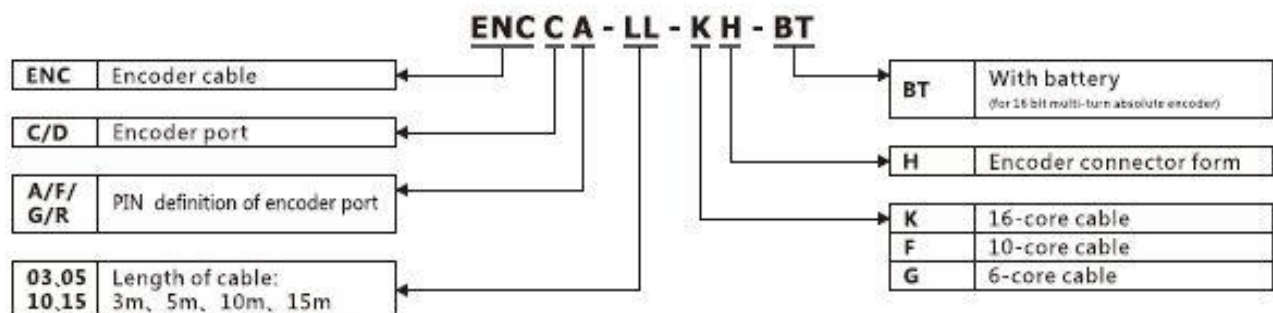 ENC C A - LL - K H - BT
ENC Encoder cable
C/D Encoder port
A/F/
G/R PIN definition of encoder port
03、05
10、15 Length of cable:
3m、5m、10m、15m
BT With battery
(for 16 bit multi-turn absolute encoder)
H Encoder connector form
K 16-core cable
F 10-core cable
G 6-core cable